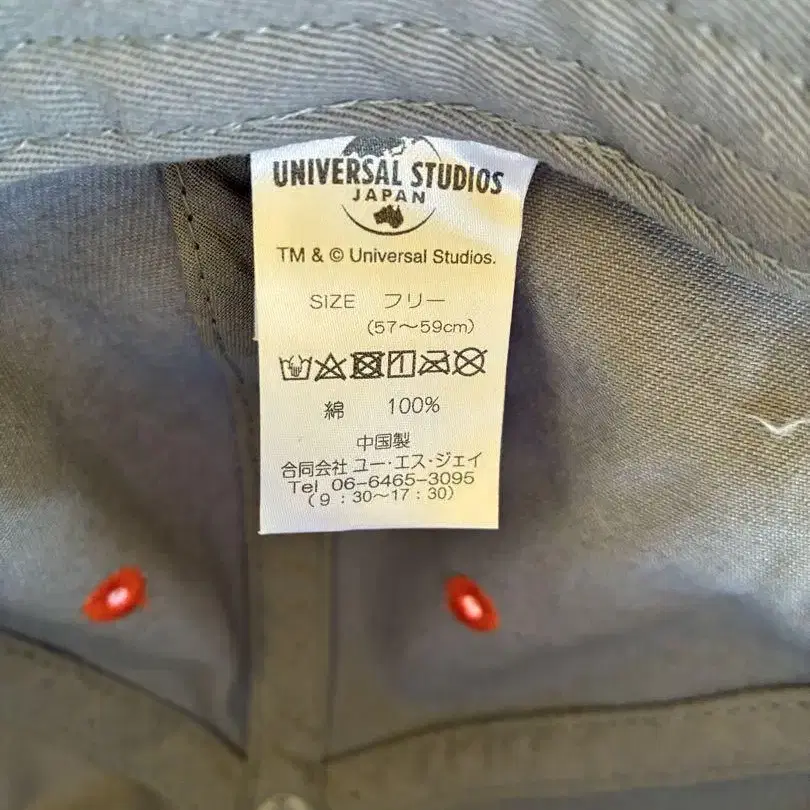 UNIVERSAL STUDIOS
JAPAN
TM & © Universal Studios.
SIZE フリー
(57〜59cm)
綿 100%
中国製
合同会社 ユー・エス・ジェイ
Tel 06-6465-3095
(9:30〜17:30)